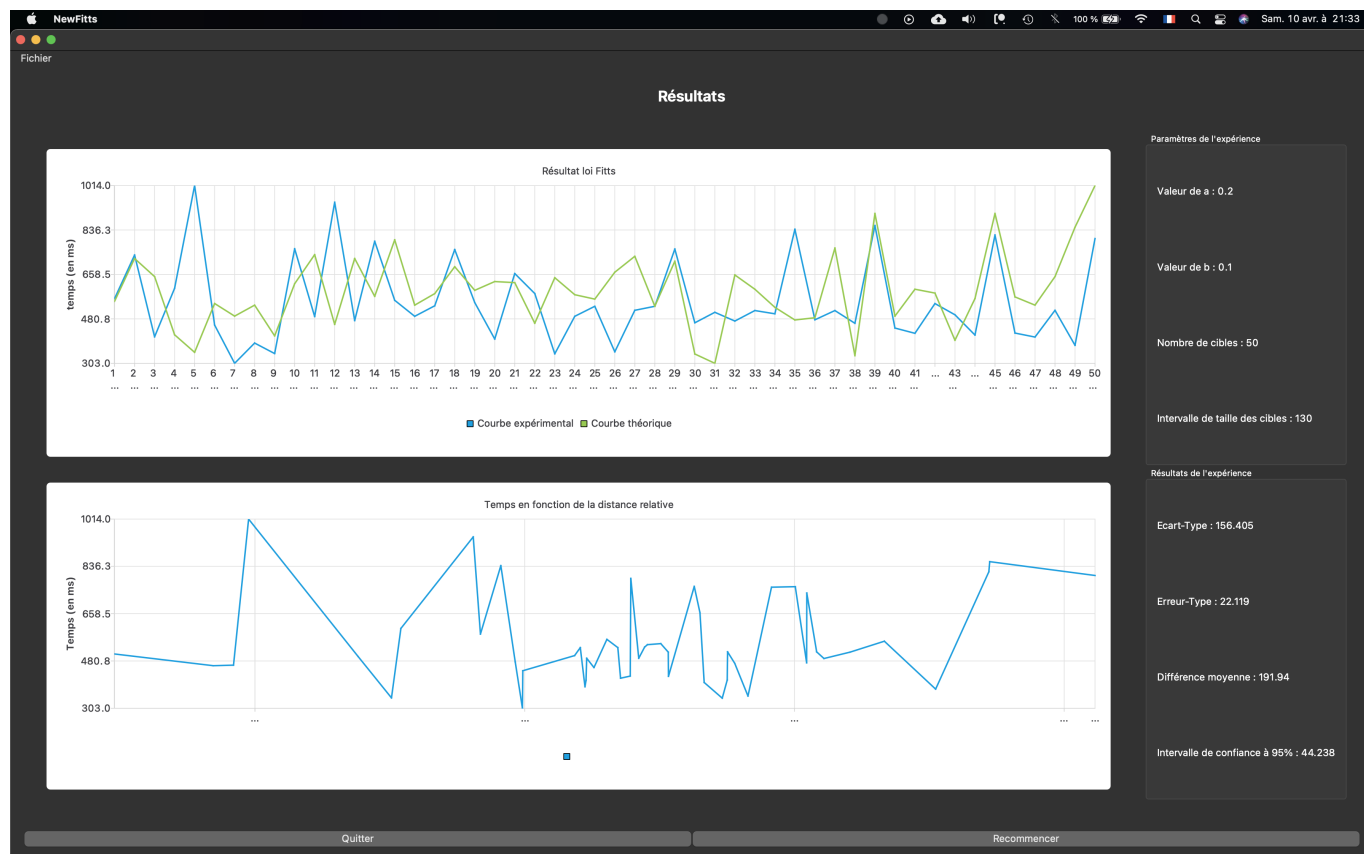 NewFitts
100 %
Sam. 10 avr. à 21:33
Fichier
Résultats
Résultat loi Fitts
1014.0
836.3
658.5
480.8
303.0
temps (en ms)
1 2 3 4 5 6 7 8 9 10 11 12 13 14 15 16 17 18 19 20 21 22 23 24 25 26 27 28 29 30 31 32 33 34 35 36 37 38 39 40 41 ... 43 ... 45 46 47 48 49 50
... ... ... ... ... ... ... ... ... ... ... ... ... ... ... ... ... ... ... ... ... ... ... ... ... ... ... ... ... ... ... ... ... ... ... ... ... ... ... ... ... ... ... ... ... ... ... ...
Courbe expérimental Courbe théorique
Paramètres de l'expérience
Valeur de a : 0.2
Valeur de b : 0.1
Nombre de cibles : 50
Intervalle de taille des cibles : 130
Temps en fonction de la distance relative
1014.0
836.3
658.5
480.8
303.0
Temps (en ms)
... ... ... ... ...
Résultats de l'expérience
Ecart-Type : 156.405
Erreur-Type : 22.119
Différence moyenne : 191.94
Intervalle de confiance à 95% : 44.238
Quitter
Recommencer